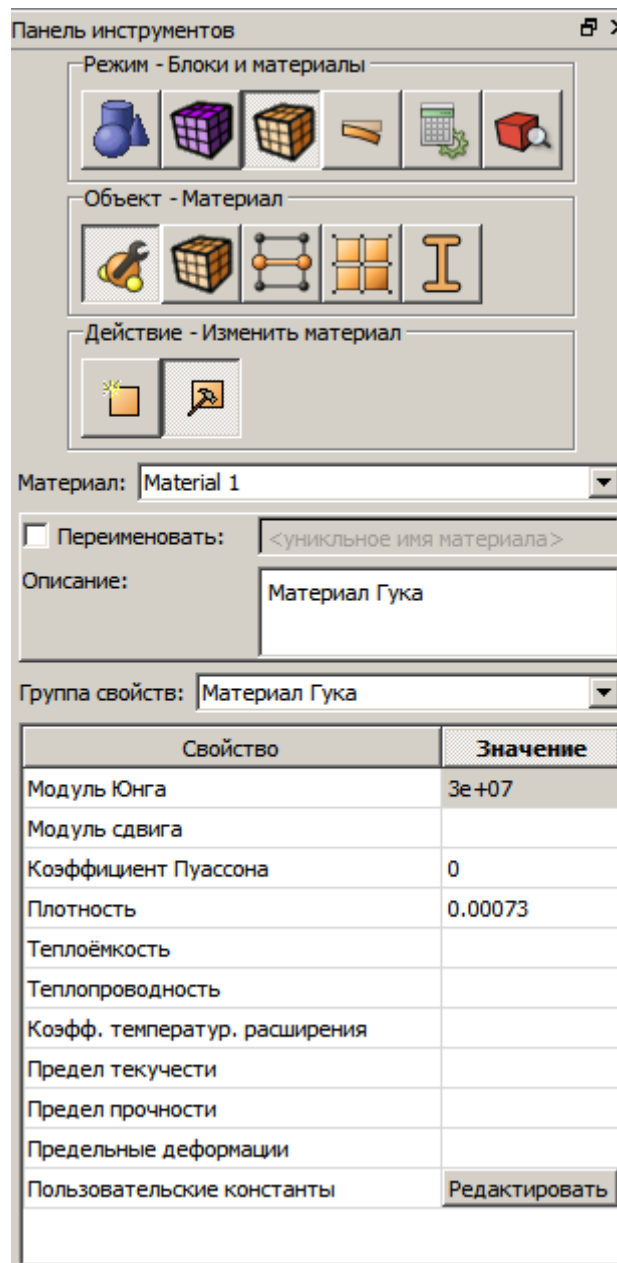 Панель инструментов
Режим - Блоки и материалы
Объект - Материал
Действие - Изменить материал
Материал: Material 1
Переименовать: <уникльное имя материала>
Описание: Материал Гука
Группа свойств: Материал Гука
Свойство Значение
Модуль Юнга 3e+07
Модуль сдвига
Коэффициент Пуассона 0
Плотность 0.00073
Теплоёмкость
Теплопроводность
Коэфф. температур. расширения
Предел текучести
Предел прочности
Предельные деформации
Пользовательские константы Редактировать